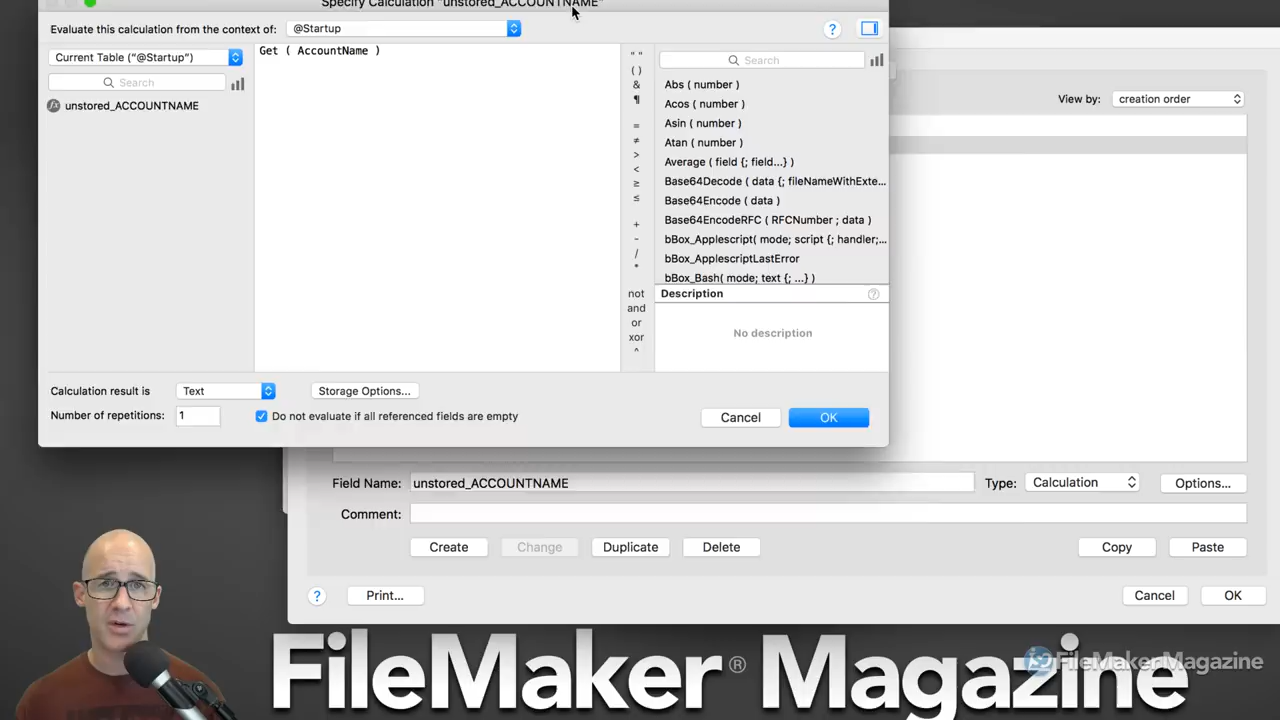 Specify Calculation "unstored_ACCOUNTNAME"
Evaluate this calculation from the context of:
@Startup
?
Current Table ("@Startup")
Search
unstored_ACCOUNTNAME
Get ( AccountName )
" "
( )
&
¶
=
≠
>
<
≥
≤
+
-
/
*
not
and
or
xor
^
Search
Abs ( number )
Acos ( number )
Asin ( number )
Atan ( number )
Average ( field {; field...} )
Base64Decode ( data {; fileNameWithExte...
Base64Encode ( data )
Base64EncodeRFC ( RFCNumber ; data )
bBox_Applescript( mode; script {; handler;...
bBox_ApplescriptLastError
bBox_Bash( mode; text {; ...} )
Description
?
No description
Calculation result is
Text
Storage Options...
Number of repetitions:
1
Do not evaluate if all referenced fields are empty
Cancel
OK
View by:
creation order
Field Name:
unstored_ACCOUNTNAME
Type:
Calculation
Options...
Comment:
Create
Change
Duplicate
Delete
Copy
Paste
?
Print...
Cancel
OK
FileMaker® Magazine
FileMakerMagazine